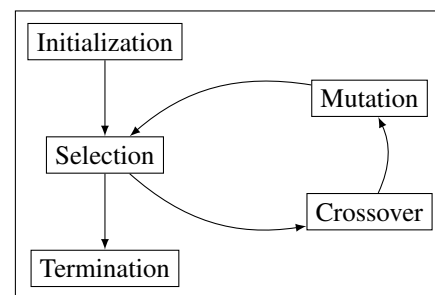 Initialization
Mutation
Selection
Crossover
Termination